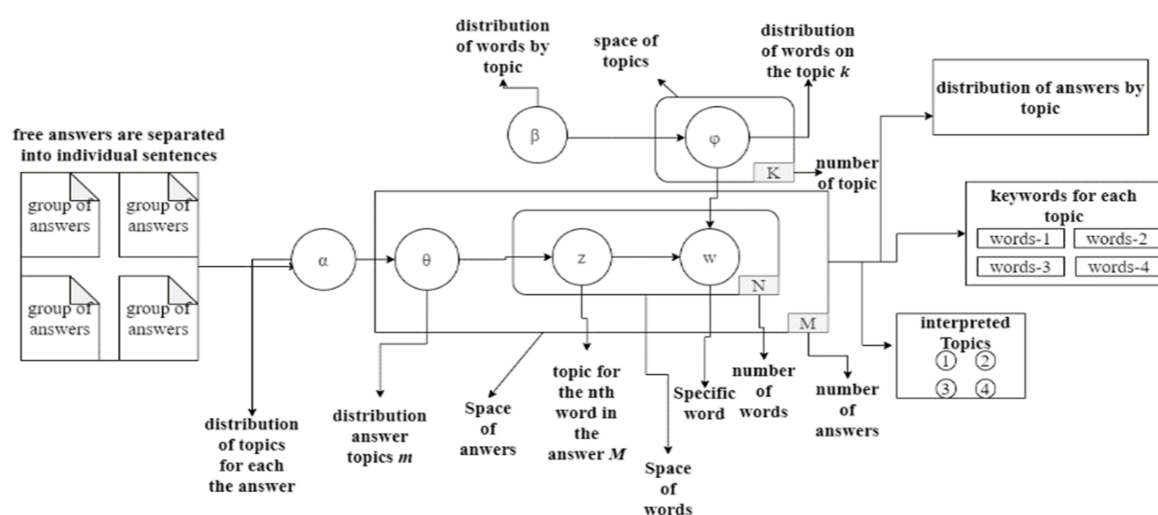 distribution
of words by
topic
space of
topics
distribution
of words on
the topic k
distribution of answers by
topic
free answers are separated
into individual sentences
β
φ
K
number
of topic
group of
answers
group of
answers
group of
answers
group of
answers
keywords for each
topic
words-1
words-2
words-3
words-4
α
θ
z
w
N
M
interpreted
Topics
1
2
3
4
distribution
of topics
for each
the answer
distribution
answer
topics m
Space
of
anwers
topic for
the nth
word in
the
answer M
Specific
word
number
of
words
number
of
answers
Space
of
words